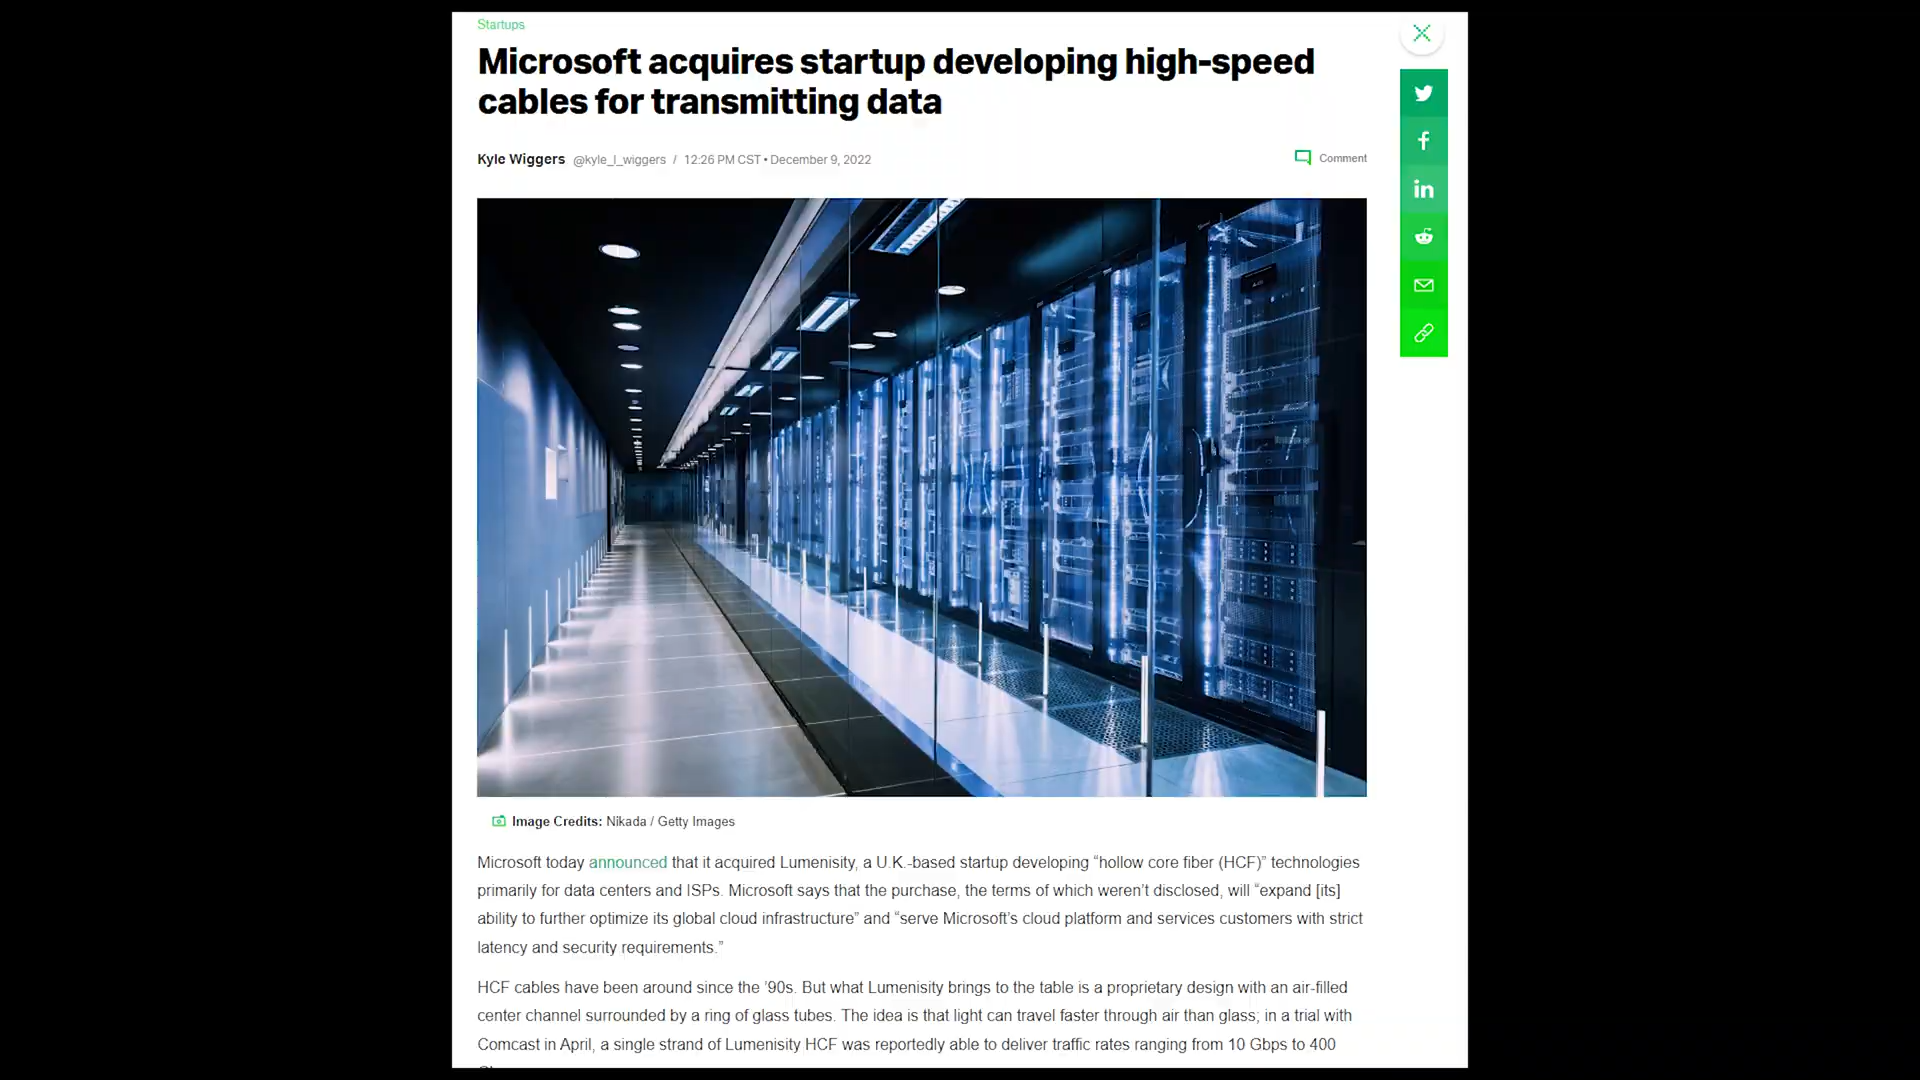 Startups
Microsoft acquires startup developing high-speed
cables for transmitting data
Kyle Wiggers @kyle_l_wiggers / 12:26 PM CST • December 9, 2022
Comment
Image Credits: Nikada / Getty Images
Microsoft today announced that it acquired Lumenisity, a U.K.-based startup developing “hollow core fiber (HCF)” technologies
primarily for data centers and ISPs. Microsoft says that the purchase, the terms of which weren’t disclosed, will “expand [its]
ability to further optimize its global cloud infrastructure” and “serve Microsoft’s cloud platform and services customers with strict
latency and security requirements.”
HCF cables have been around since the ’90s. But what Lumenisity brings to the table is a proprietary design with an air-filled
center channel surrounded by a ring of glass tubes. The idea is that light can travel faster through air than glass; in a trial with
Comcast in April, a single strand of Lumenisity HCF was reportedly able to deliver traffic rates ranging from 10 Gbps to 400